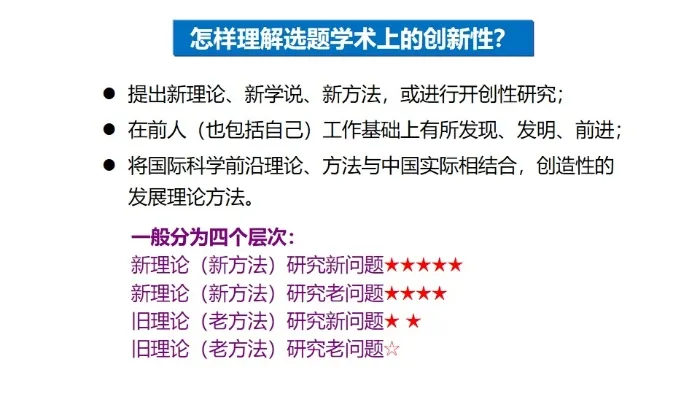 怎样理解选题学术上的创新性？
● 提出新理论、新学说、新方法，或进行开创性研究；
● 在前人（也包括自己）工作基础上有所发现、发明、前进；
● 将国际科学前沿理论、方法与中国实际相结合，创造性的
发展理论方法。
一般分为四个层次：
新理论（新方法）研究新问题★★★★★
新理论（新方法）研究老问题★★★★
旧理论（老方法）研究新问题★ ★
旧理论（老方法）研究老问题☆